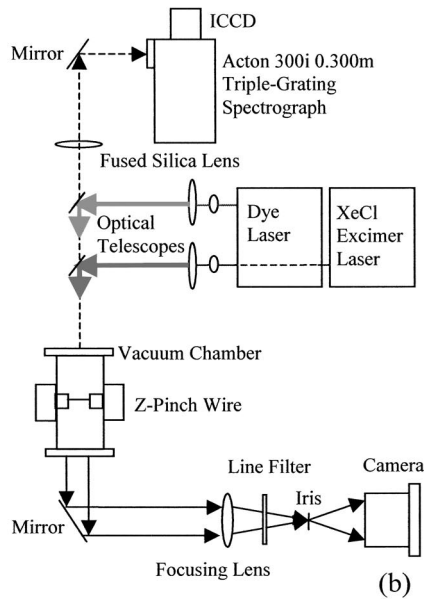 ICCD
Mirror
Acton 300i 0.300m
Triple-Grating
Spectrograph
Fused Silica Lens
Optical
Telescopes
Dye
Laser
XeCl
Excimer
Laser
Vacuum Chamber
Z-Pinch Wire
Line Filter
Camera
Iris
Mirror
Focusing Lens
(b)